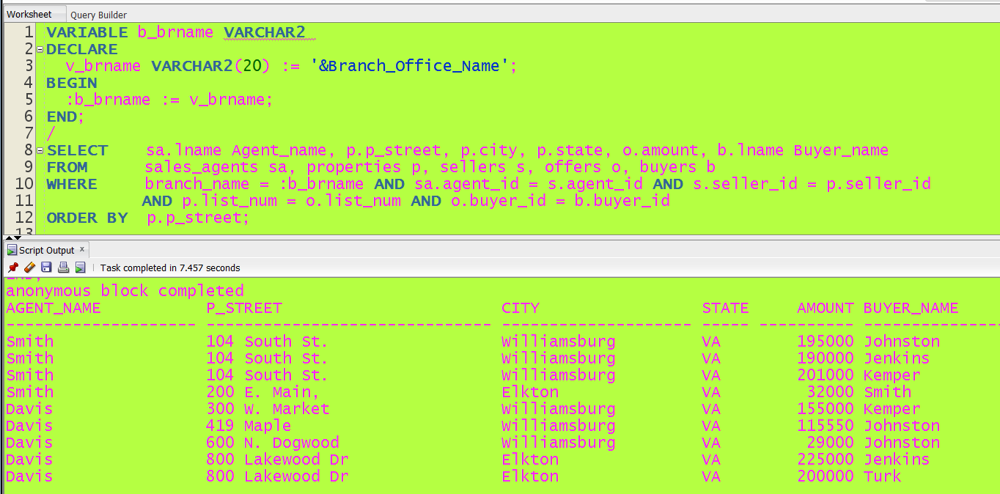 Worksheet Query Builder
1 VARIABLE b_brname VARCHAR2
2 DECLARE
3 v_brname VARCHAR2(20) := '&Branch_Office_Name';
4 BEGIN
5 :b_brname := v_brname;
6 END;
7 /
8 SELECT sa.lname Agent_name, p.p_street, p.city, p.state, o.amount, b.lname Buyer_name
9 FROM sales_agents sa, properties p, sellers s, offers o, buyers b
10 WHERE branch_name = :b_brname AND sa.agent_id = s.agent_id AND s.seller_id = p.seller_id
11 AND p.list_num = o.list_num AND o.buyer_id = b.buyer_id
12 ORDER BY p.p_street;
13
Script Output x
Task completed in 7.457 seconds
END;
anonymous block completed
AGENT_NAME P_STREET CITY STATE AMOUNT BUYER_NAME
-------------------- ------------------------------ -------------------- ----- ---------- ---------------
Smith 104 South St. Williamsburg VA 195000 Johnston
Smith 104 South St. Williamsburg VA 190000 Jenkins
Smith 104 South St. Williamsburg VA 201000 Kemper
Smith 200 E. Main, Elkton VA 32000 Smith
Davis 300 W. Market Williamsburg VA 155000 Kemper
Davis 419 Maple Williamsburg VA 115550 Johnston
Davis 600 N. Dogwood Williamsburg VA 29000 Johnston
Davis 800 Lakewood Dr Elkton VA 225000 Jenkins
Davis 800 Lakewood Dr Elkton VA 200000 Turk